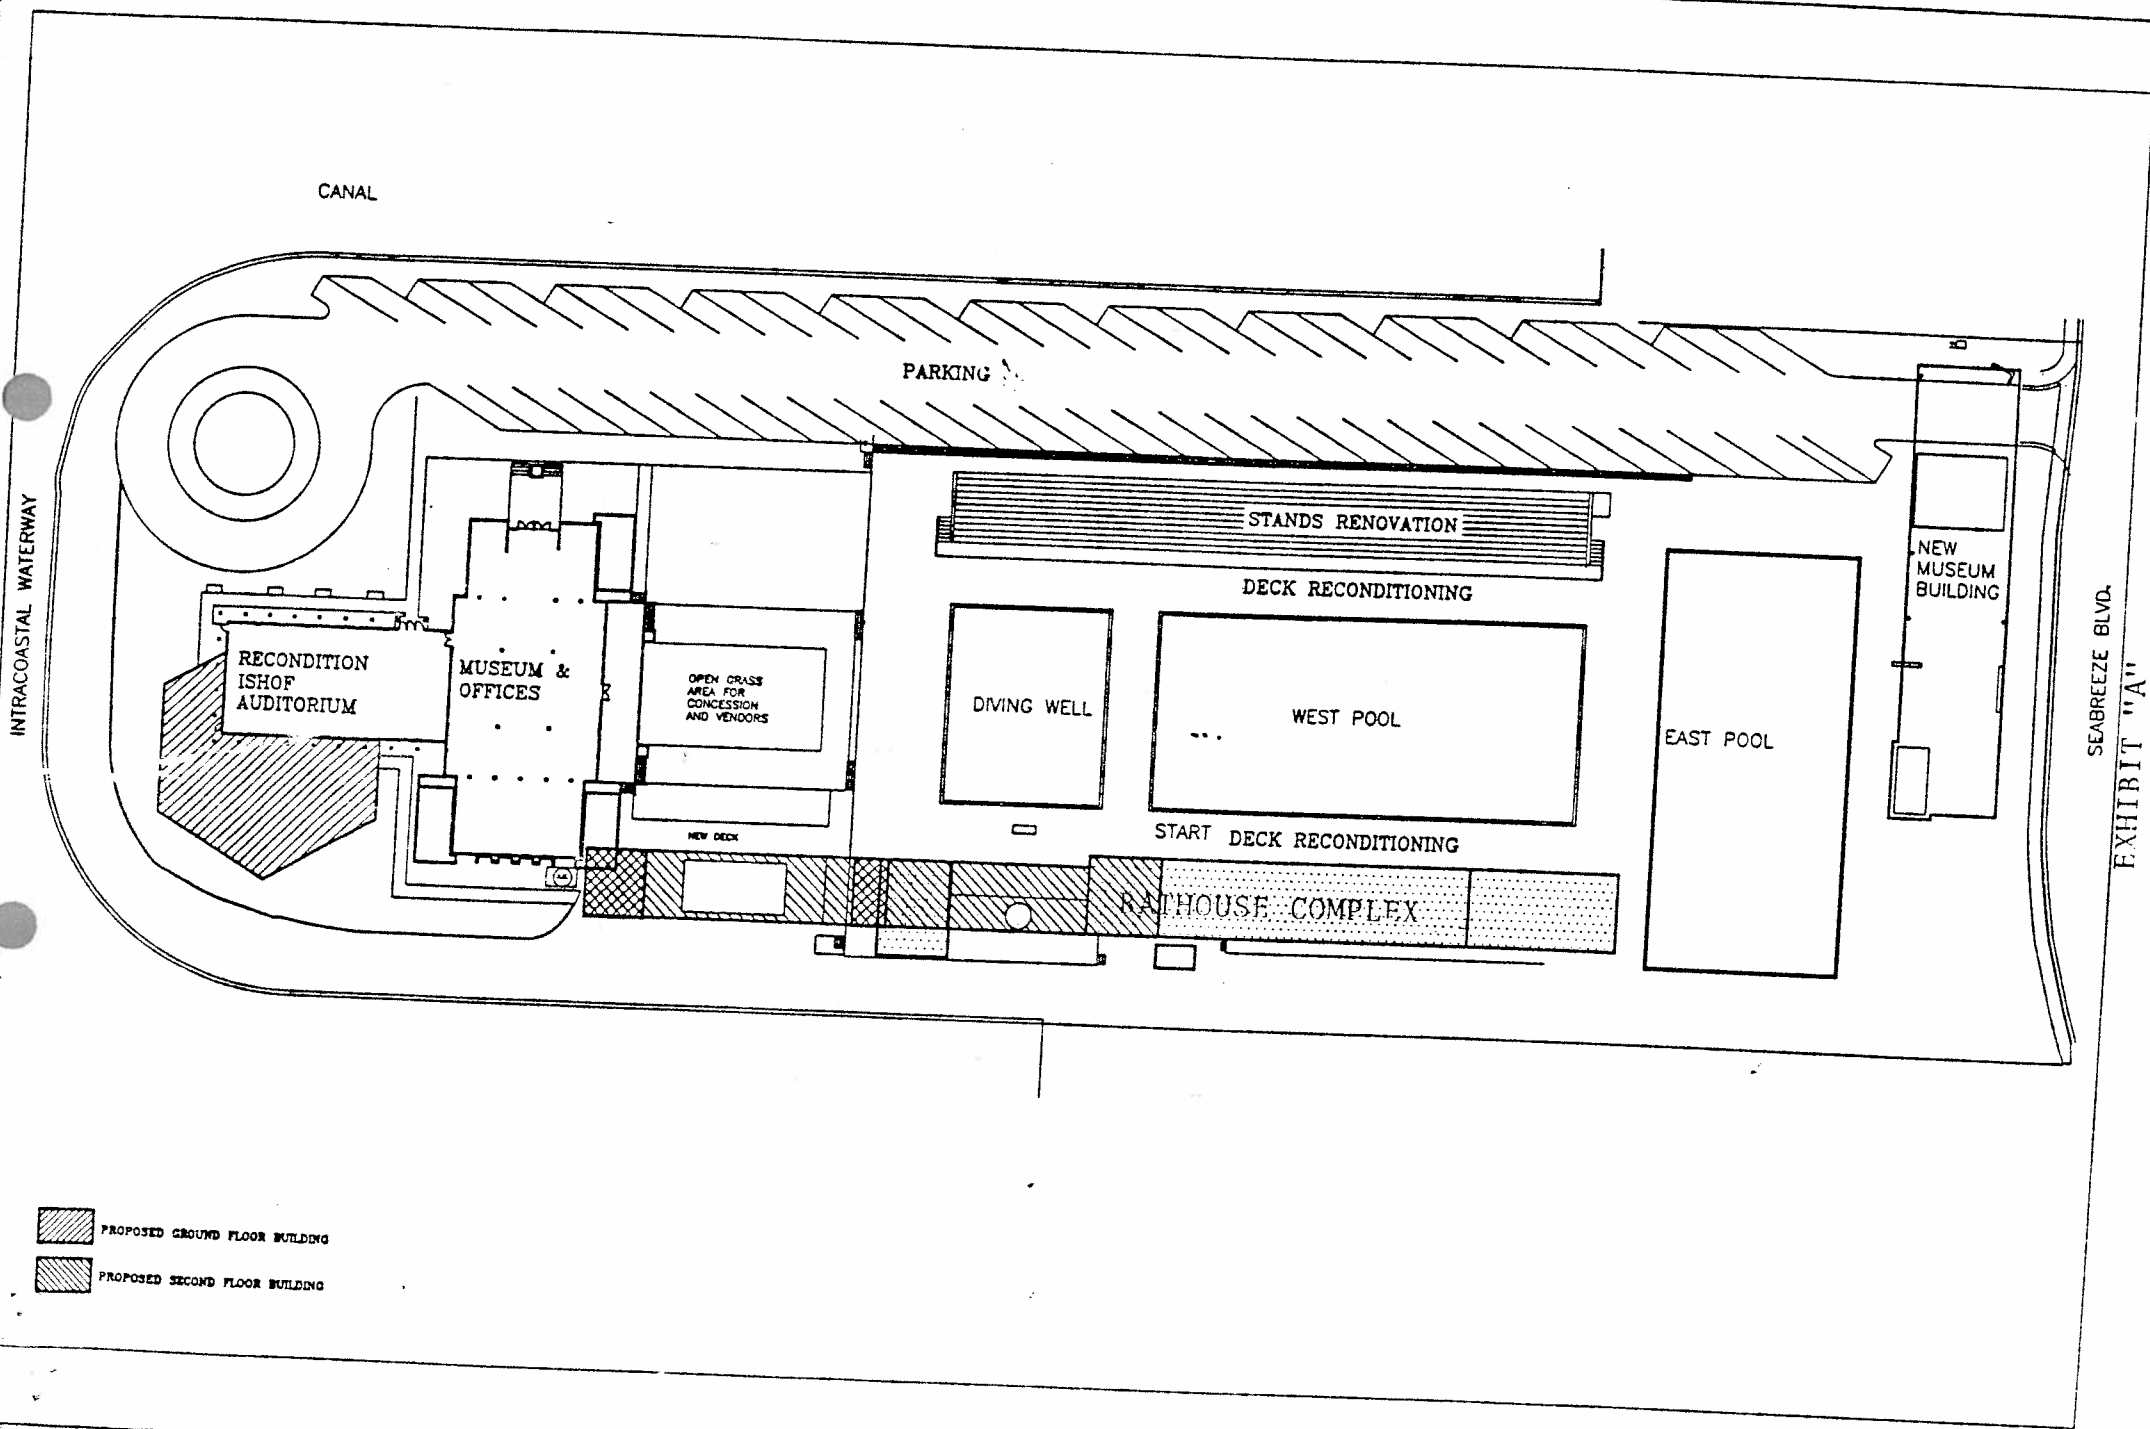 CANAL
PARKING
INTRACOASTAL WATERWAY
STANDS RENOVATION
DECK RECONDITIONING
NEW
MUSEUM
BUILDING
SEABREEZE BLVD.
EXHIBIT "A"
RECONDITION
ISHOF
AUDITORIUM
MUSEUM &
OFFICES
OPEN GRASS
AREA FOR
CONCESSION
AND VENDORS
DIVING WELL
WEST POOL
EAST POOL
NEW DECK
START
DECK RECONDITIONING
BATHOUSE COMPLEX
PROPOSED GROUND FLOOR BUILDING
PROPOSED SECOND FLOOR BUILDING